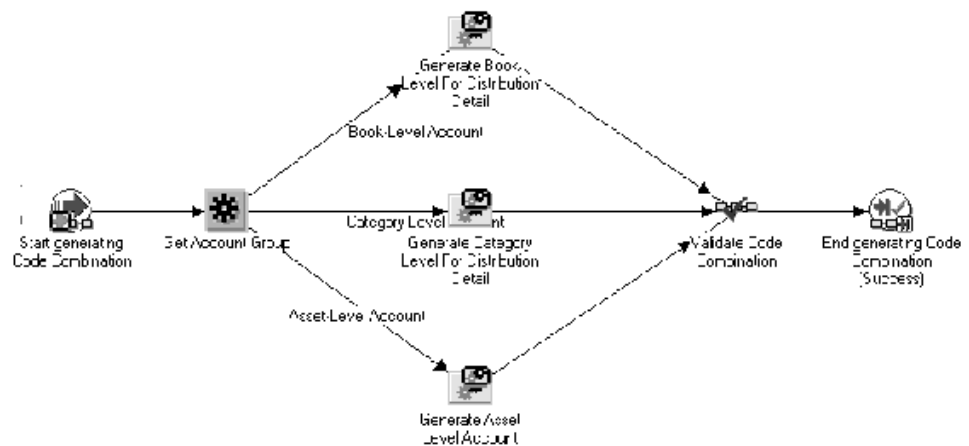 Generate Book
Level For Distribution
Detail
Book-Level Account
Start generating
Code Combination
Get Account Group
Category Level
Generate Category
Level For Distribution
Detail
Validate Code
Combination
End generating Code
Combination
(Success)
Asset-Level Account
Generate Asset
Level Account